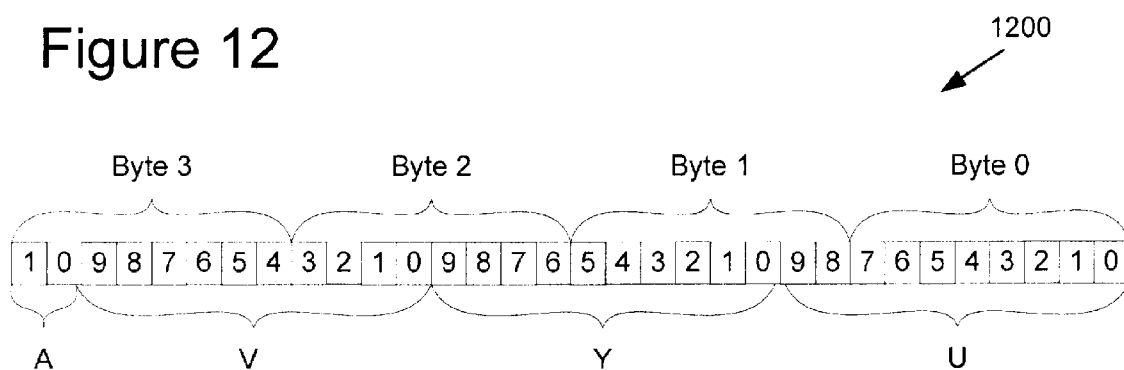 Figure 12
1200
Byte 3 Byte 2 Byte 1 Byte 0
1 0 9 8 7 6 5 4 3 2 1 0 9 8 7 6 5 4 3 2 1 0 9 8 7 6 5 4 3 2 1 0
A V Y U